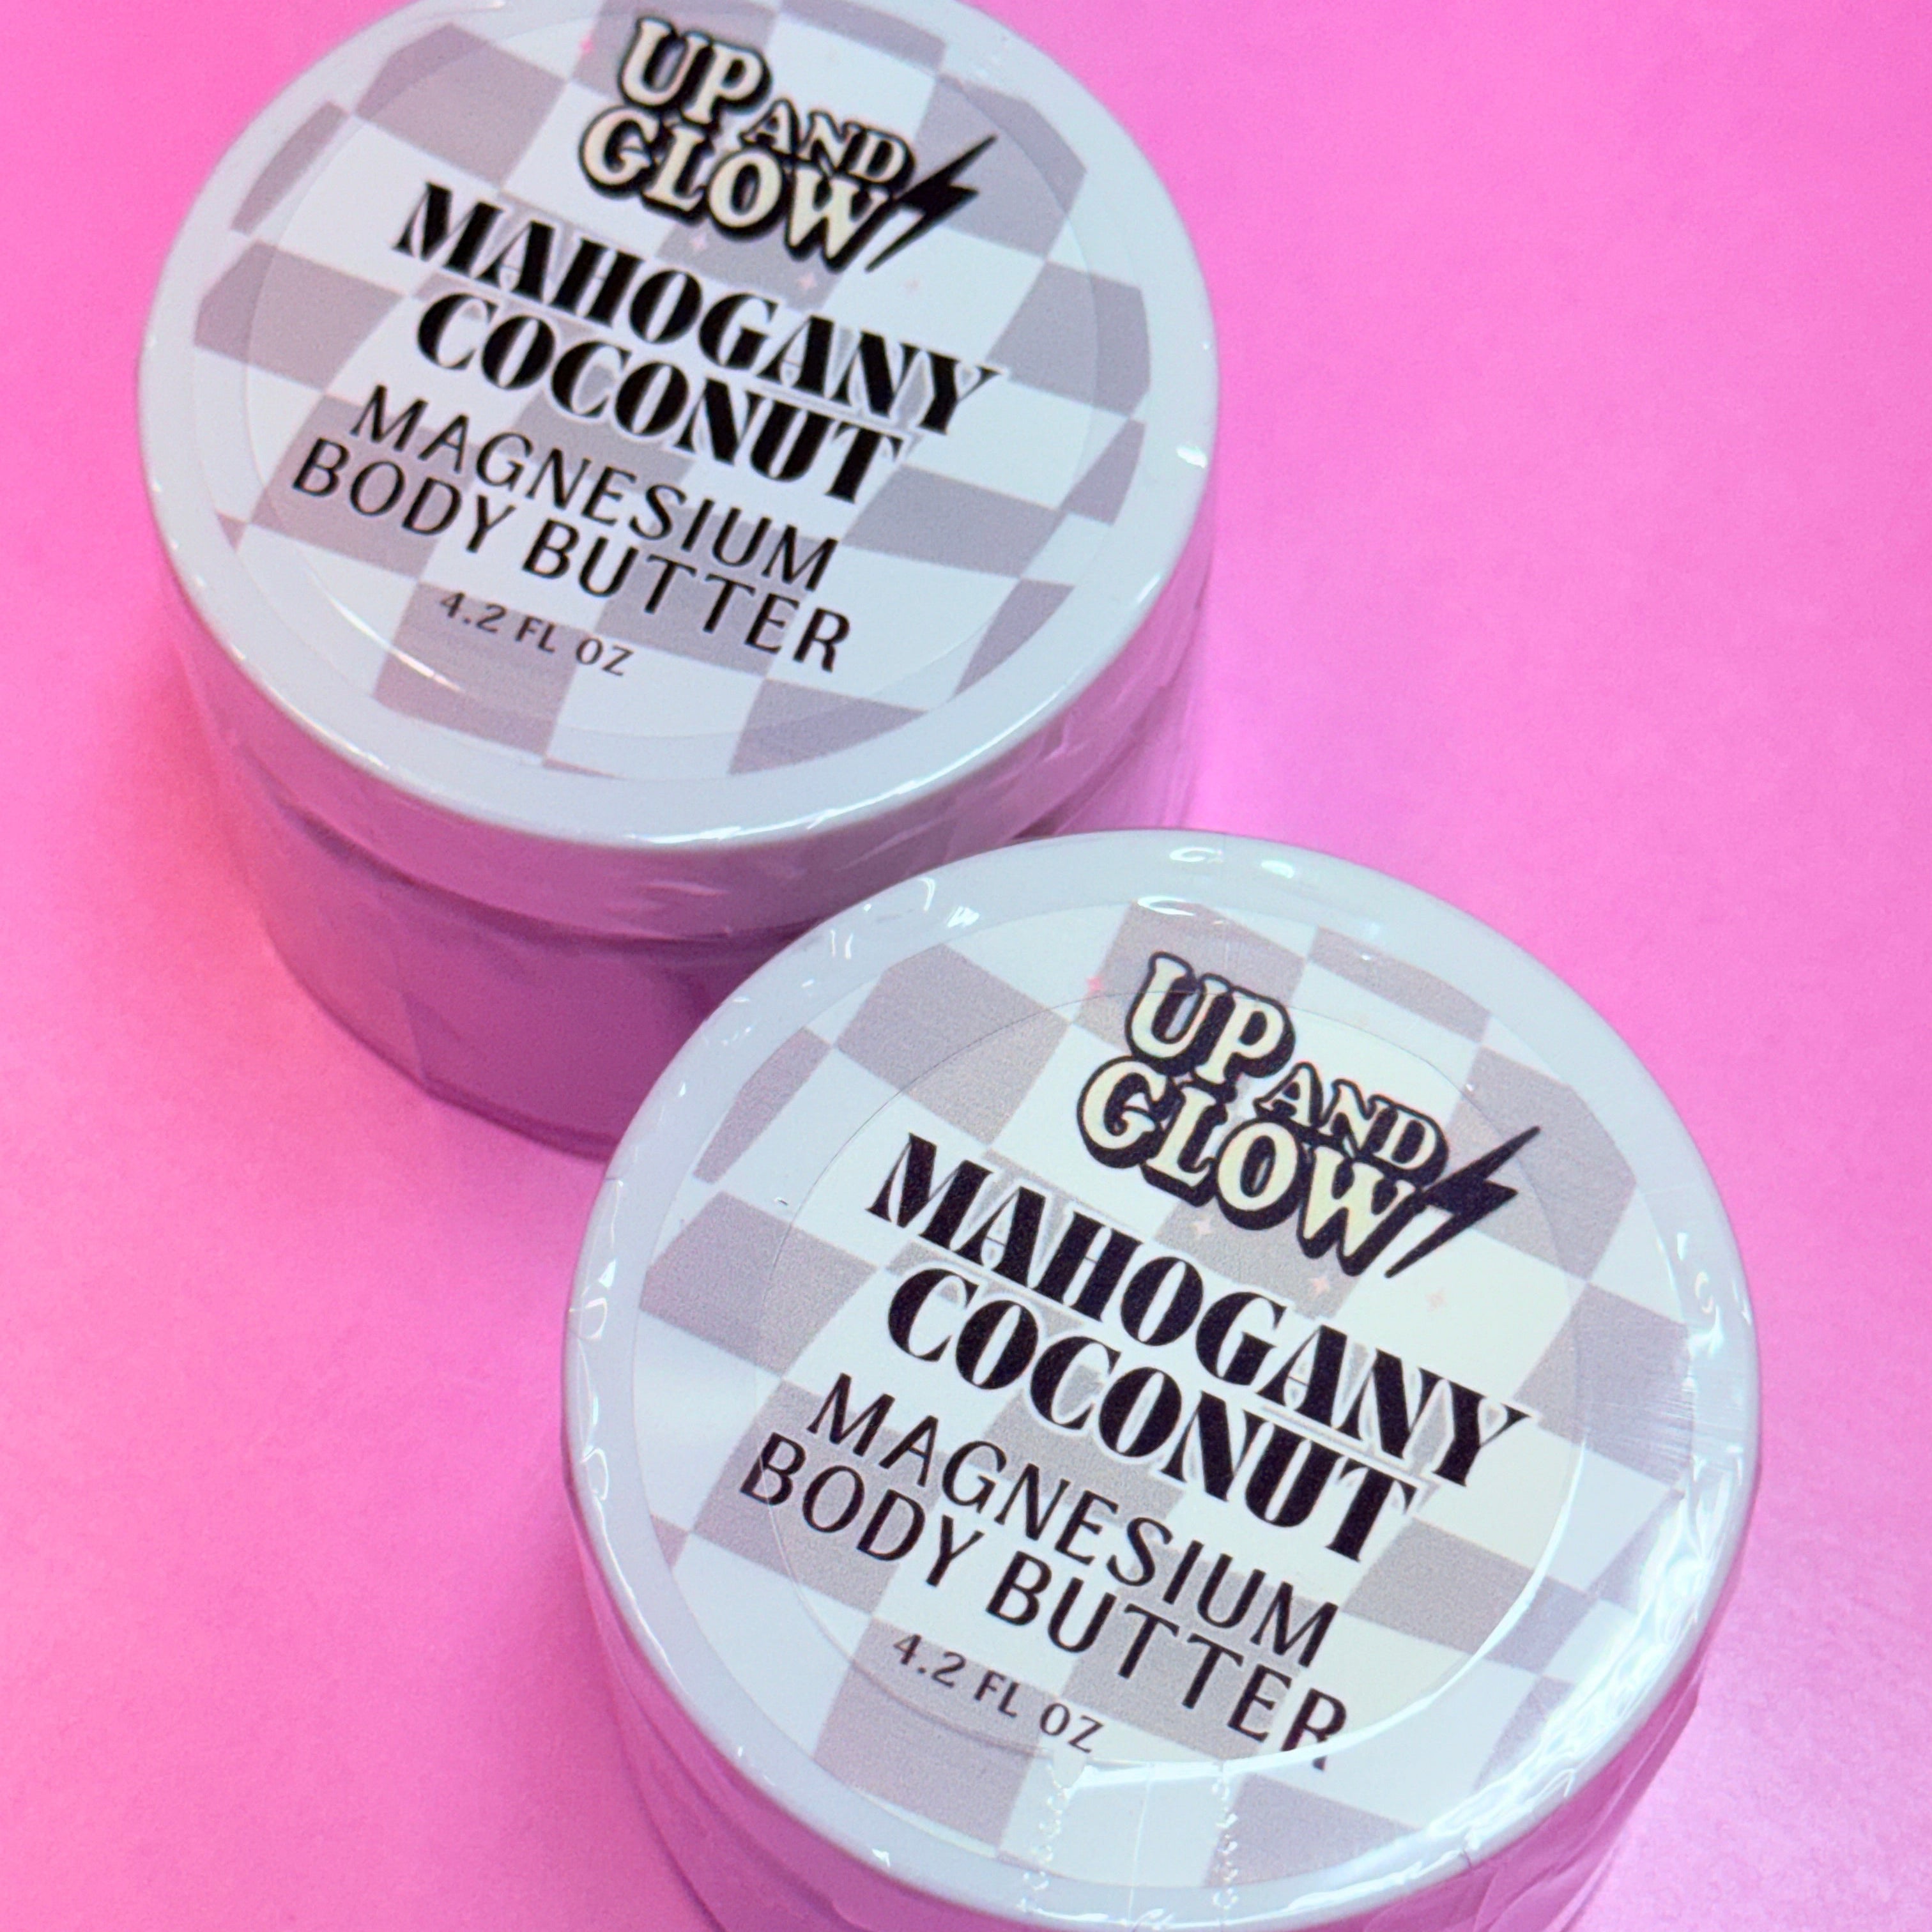 UP AND
GLOW
MAHOGANY
COCONUT
MAGNESIUM
BODY BUTTER
4.2 FL OZ
UP AND
GLOW
MAHOGANY
COCONUT
MAGNESIUM
BODY BUTTER
4.2 FL OZ